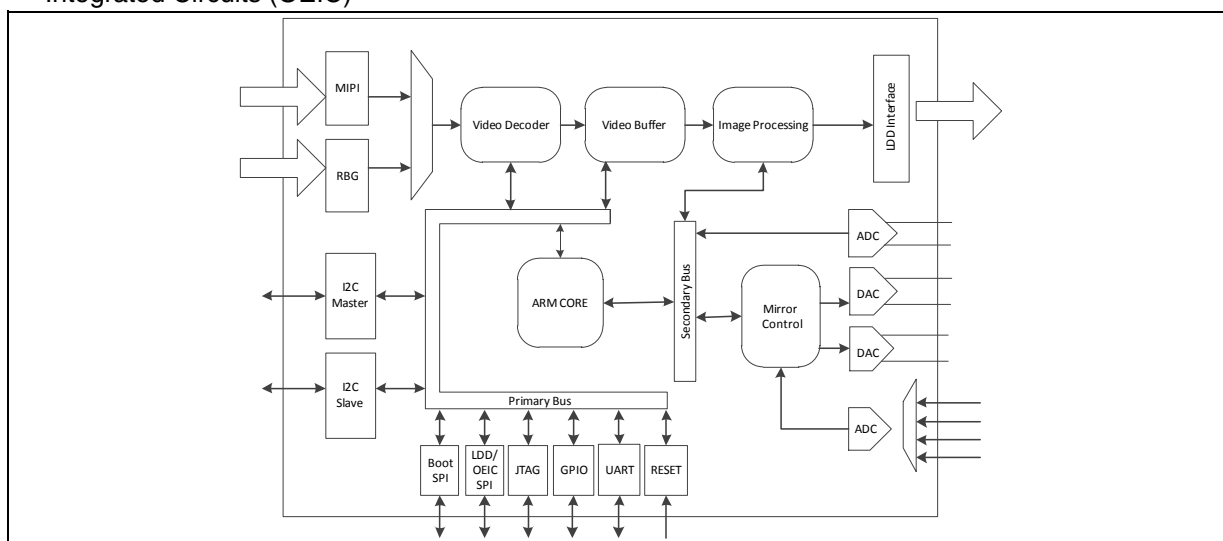 Integrated Circuits (OEIC)
MIPI
RBG
Video Decoder
Video Buffer
Image Processing
LDD Interface
ADC
I2C
Master
ARM CORE
Secondary Bus
Mirror
Control
DAC
DAC
I2C
Slave
Primary Bus
ADC
Boot
SPI
LDD/
OEIC
SPI
JTAG
GPIO
UART
RESET